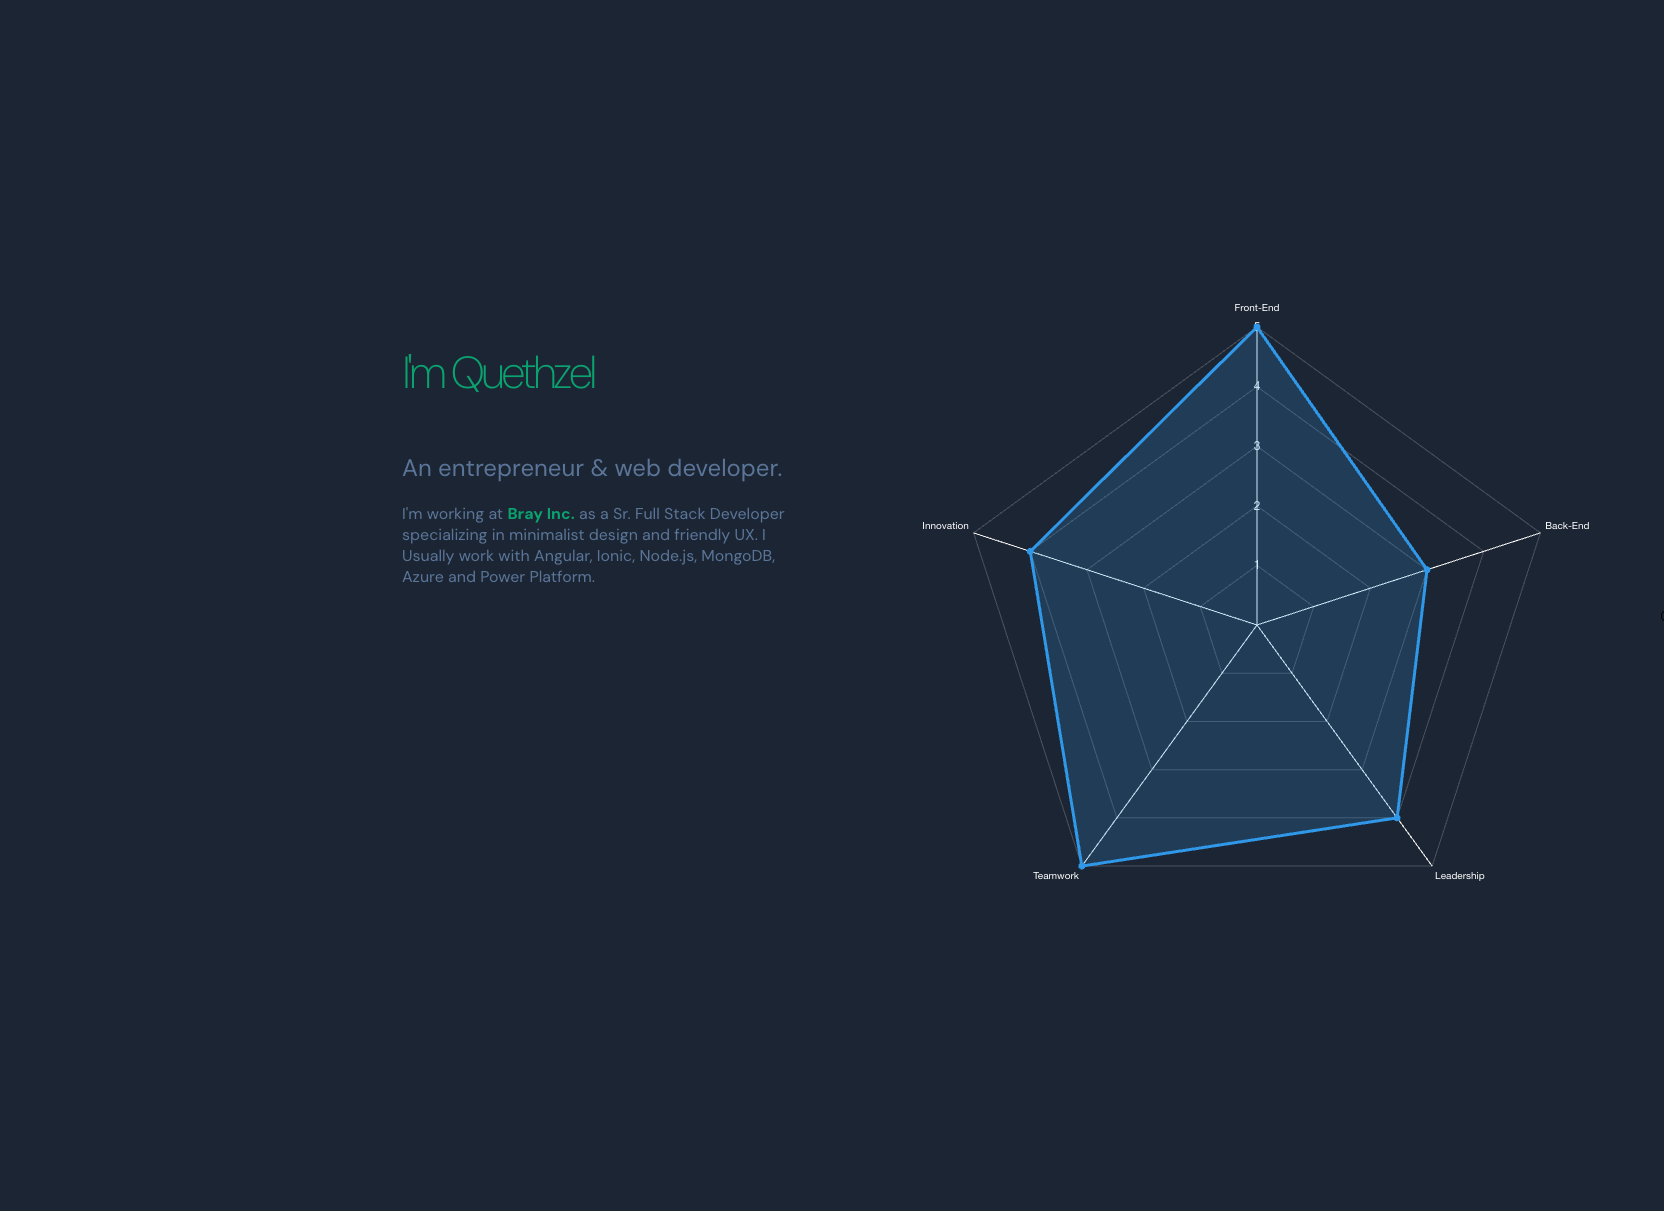 I'm Quethzel
An entrepreneur & web developer.
I'm working at Bray Inc. as a Sr. Full Stack Developer
specializing in minimalist design and friendly UX. I
Usually work with Angular, Ionic, Node.js, MongoDB,
Azure and Power Platform.
Front-End
4
3
2
1
Innovation
Back-End
Teamwork
Leadership